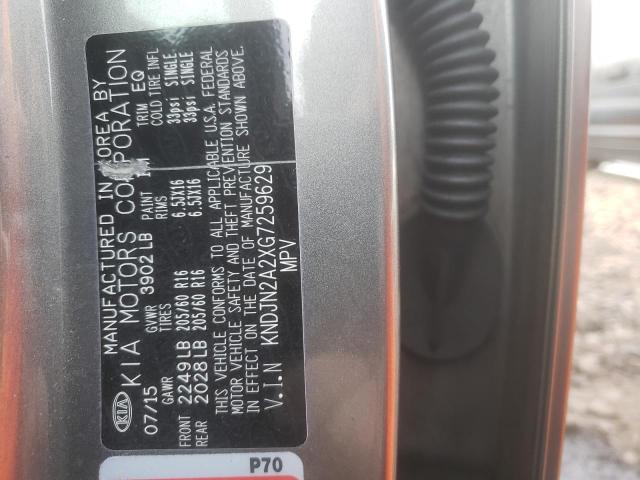 MANUFACTURED IN KOREA BY
KIA KIA MOTORS CORPORATION
07/15 GVWR 3902LB PAINT TRIM EQ
GAWR TIRES RIMS COLD TIRE INFL
FRONT 2249LB 205/60 R16 6.5JX16 33psi SINGLE
REAR 2028LB 205/60 R16 6.5JX16 33psi SINGLE
THIS VEHICLE CONFORMS TO ALL APPLICABLE U.S.A. FEDERAL
MOTOR VEHICLE SAFETY AND THEFT PREVENTION STANDARDS
IN EFFECT ON THE DATE OF MANUFACTURE SHOWN ABOVE.
V.I.N KNDJN2A2XG7259629
MPV
P70